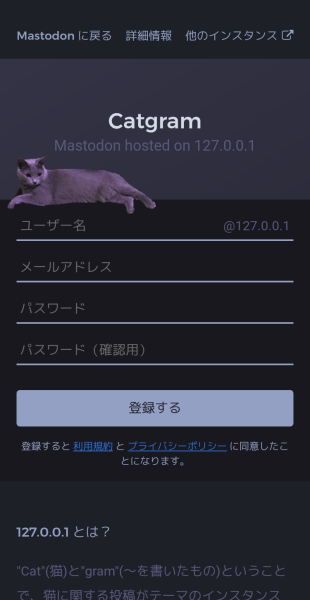 Mastodon に戻る 詳細情報 他のインスタンス
Catgram
Mastodon hosted on 127.0.0.1
ユーザー名 @127.0.0.1
メールアドレス
パスワード
パスワード（確認用）
登録する
登録すると 利用規約 と プライバシーポリシー に同意したこ
とになります。
127.0.0.1 とは？
"Cat"(猫)と"gram"(〜を書いたもの)ということ
で、猫に関する投稿がテーマのインスタンス